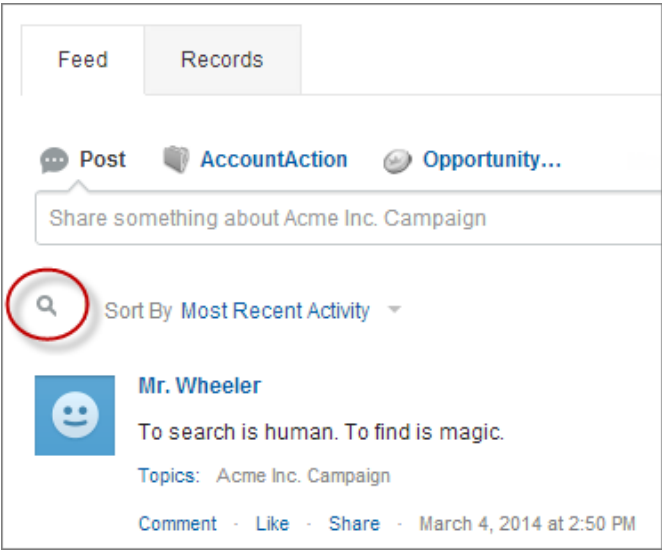 Feed Records
Post AccountAction Opportunity...
Share something about Acme Inc. Campaign
Sort By Most Recent Activity
Mr. Wheeler
To search is human. To find is magic.
Topics: Acme Inc. Campaign
Comment · Like · Share · March 4, 2014 at 2:50 PM